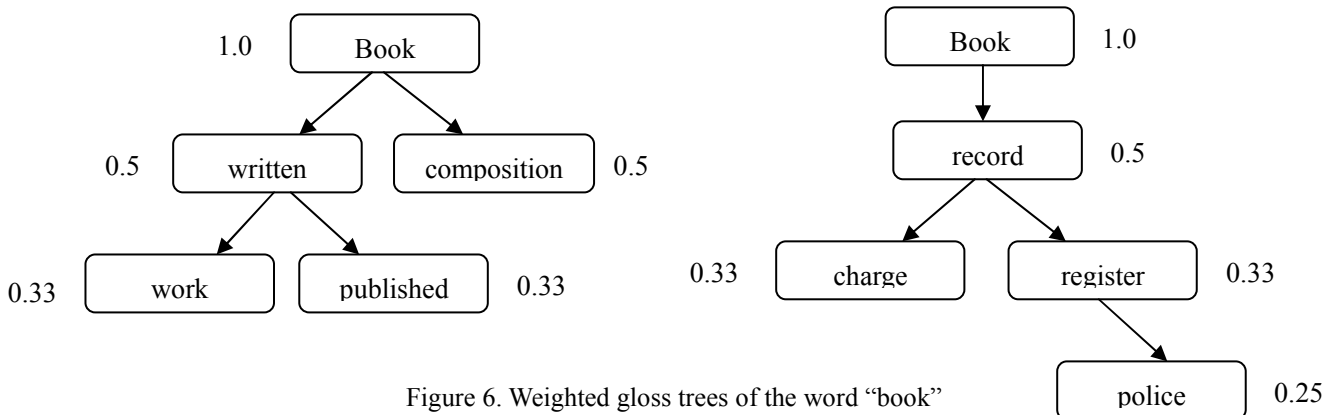 1.0 Book
0.5 written composition 0.5
0.33 work published 0.33
Book 1.0
record 0.5
0.33 charge register 0.33
police 0.25
Figure 6. Weighted gloss trees of the word “book”